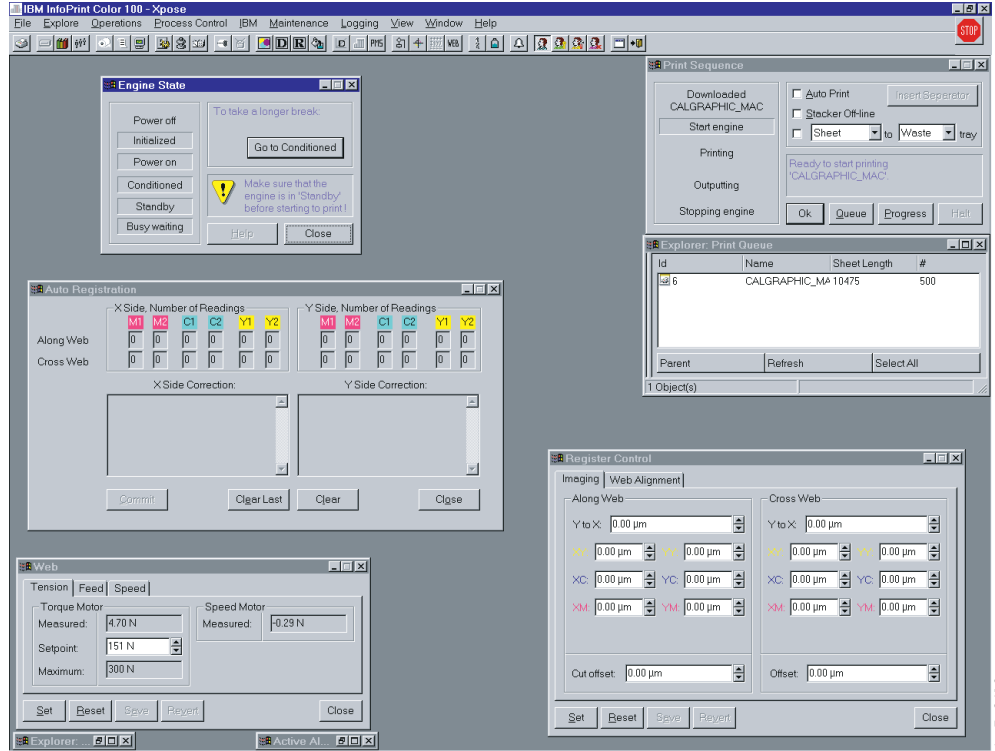 IBM InfoPrint Color 100 - Xpose
File Explore Operations Process Control IBM Maintenance Logging View Window Help
STOP
D R ID PMS WEB
Engine State
Power off
Initialized
Power on
Conditioned
Standby
Busy waiting
To take a longer break:
Go to Conditioned
Make sure that the
engine is in 'Standby'
before starting to print !
Help Close
Print Sequence
Downloaded
CALGRAPHIC_MAC
Start engine
Printing
Outputting
Stopping engine
Auto Print Insert Seperator
Stacker Off-line
Sheet to Waste tray
Ready to start printing
'CALGRAPHIC_MAC'.
Ok Queue Progress Halt
Explorer: Print Queue
Id Name Sheet Length #
6 CALGRAPHIC_MA 10475 500
Parent Refresh Select All
1 Object(s)
Auto Registration
X Side, Number of Readings Y Side, Number of Readings
M1 M2 C1 C2 Y1 Y2 M1 M2 C1 C2 Y1 Y2
Along Web 0 0 0 0 0 0 0 0 0 0 0 0
Cross Web 0 0 0 0 0 0 0 0 0 0 0 0
X Side Correction: Y Side Correction:
Commit Clear Last Clear Close
Register Control
Imaging Web Alignment
Along Web Cross Web
Y to X: 0.00 µm Y to X: 0.00 µm
XY: 0.00 µm YY: 0.00 µm XY: 0.00 µm YY: 0.00 µm
XC: 0.00 µm YC: 0.00 µm XC: 0.00 µm YC: 0.00 µm
XM: 0.00 µm YM: 0.00 µm XM: 0.00 µm YM: 0.00 µm
Cut offset: 0.00 µm Offset: 0.00 µm
Set Reset Save Revert Close
Web
Tension Feed Speed
Torque Motor Speed Motor
Measured: 4.70 N Measured: -0.29 N
Setpoint: 151 N
Maximum: 300 N
Set Reset Save Revert Close
Explorer: ... Active Al...